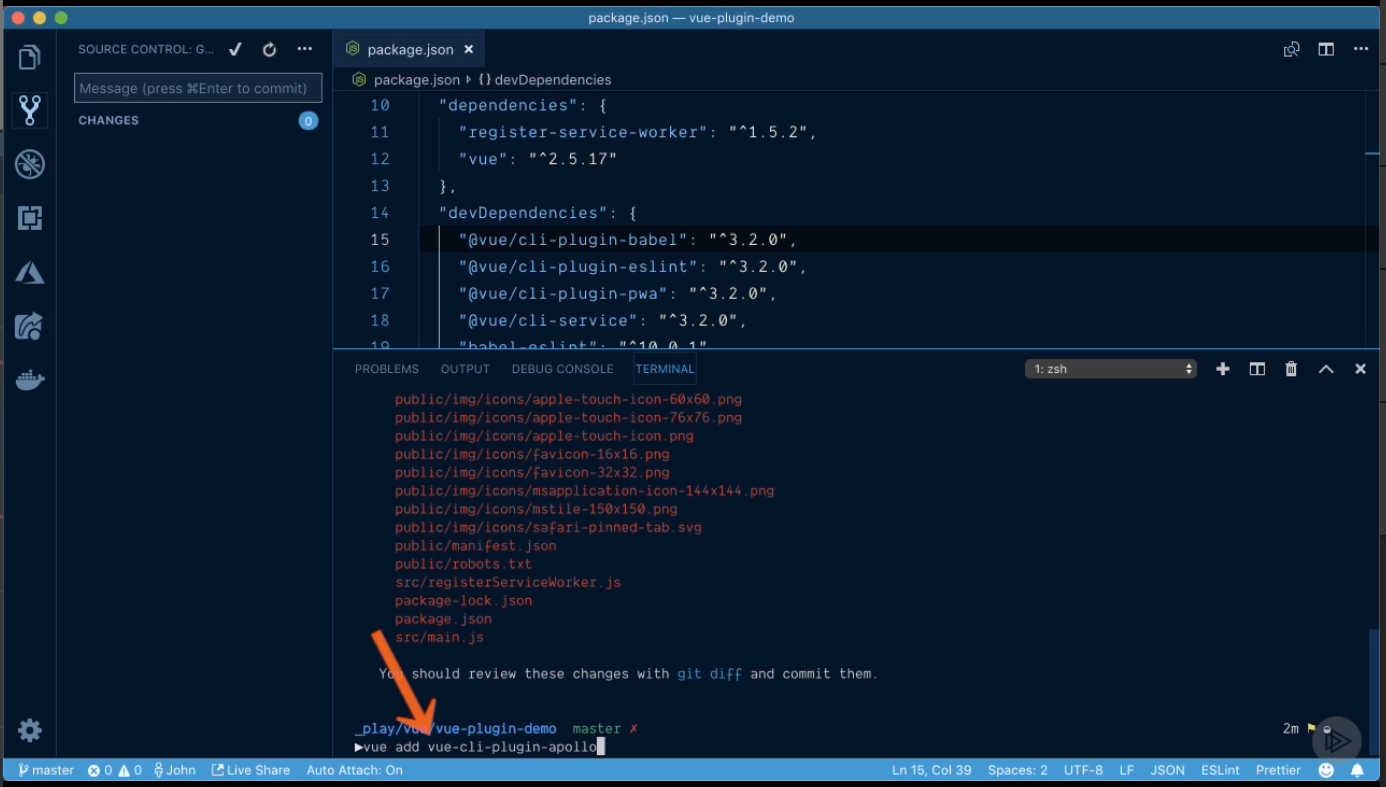 package.json — vue-plugin-demo
SOURCE CONTROL: G...
package.json ×
Message (press ⌘Enter to commit)
package.json {} devDependencies
CHANGES
0
10 "dependencies": {
11 "register-service-worker": "^1.5.2",
12 "vue": "^2.5.17"
13 },
14 "devDependencies": {
15 "@vue/cli-plugin-babel": "^3.2.0",
16 "@vue/cli-plugin-eslint": "^3.2.0",
17 "@vue/cli-plugin-pwa": "^3.2.0",
18 "@vue/cli-service": "^3.2.0",
19 "babel-eslint": "^10.0.1"
PROBLEMS OUTPUT DEBUG CONSOLE TERMINAL 1: zsh
public/img/icons/apple-touch-icon-60x60.png
public/img/icons/apple-touch-icon-76x76.png
public/img/icons/apple-touch-icon.png
public/img/icons/favicon-16x16.png
public/img/icons/favicon-32x32.png
public/img/icons/msapplication-icon-144x144.png
public/img/icons/mstile-150x150.png
public/img/icons/safari-pinned-tab.svg
public/manifest.json
public/robots.txt
src/registerServiceWorker.js
package-lock.json
package.json
src/main.js
You should review these changes with git diff and commit them.
_play/vue/vue-plugin-demo master ✗ 2m
▶vue add vue-cli-plugin-apollo
master 0 0 John Live Share Auto Attach: On Ln 15, Col 39 Spaces: 2 UTF-8 LF JSON ESLint Prettier